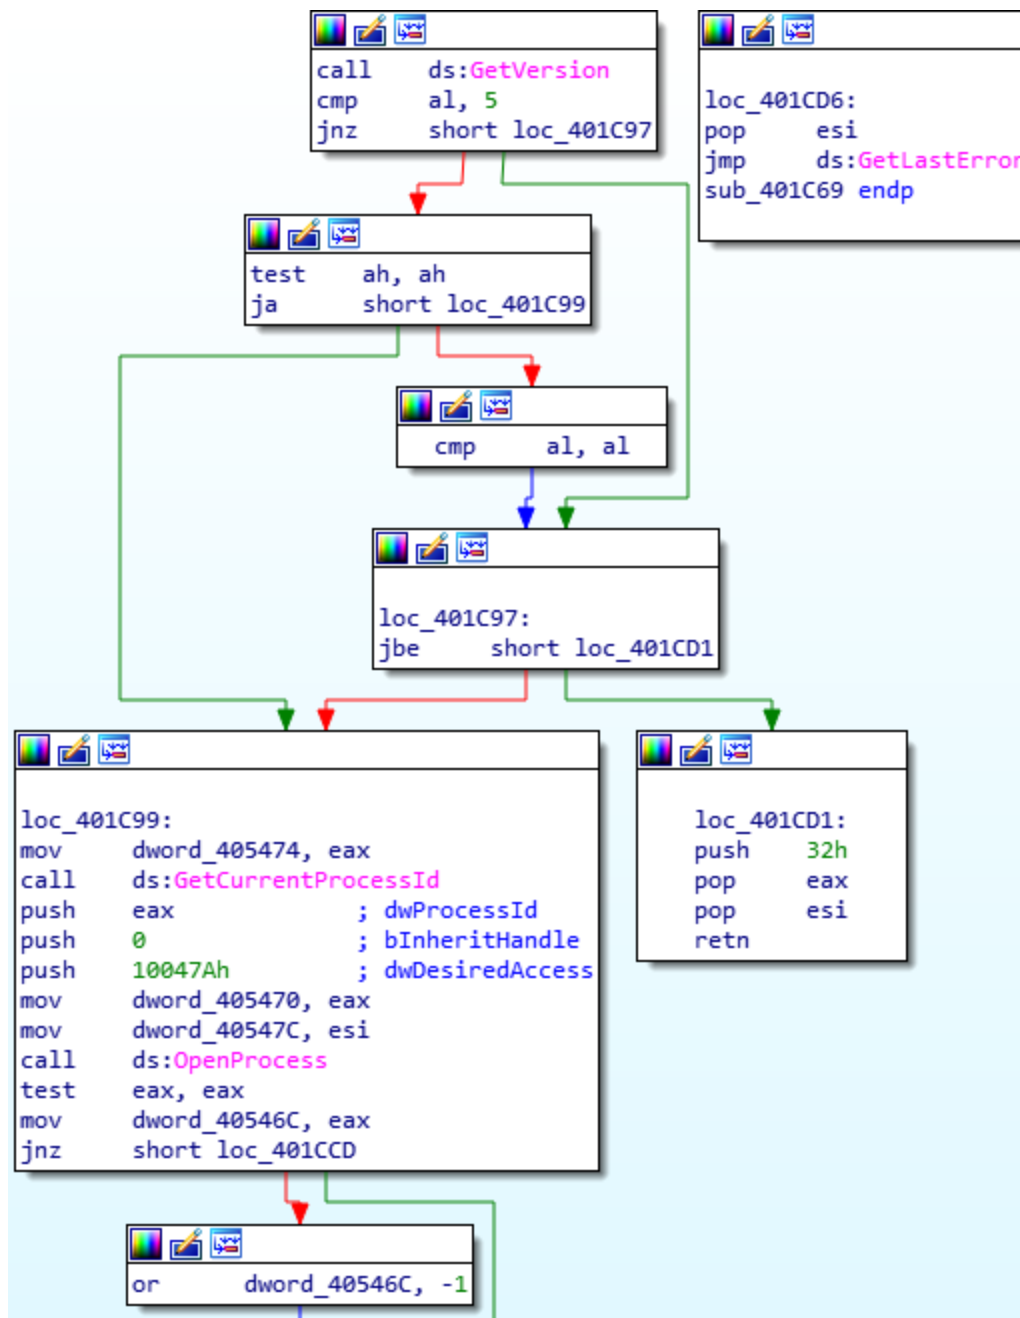 call ds:GetVersion
cmp al, 5
jnz short loc_401C97
loc_401CD6:
pop esi
jmp ds:GetLastError
sub_401C69 endp
test ah, ah
ja short loc_401C99
cmp al, al
loc_401C97:
jbe short loc_401CD1
loc_401C99:
mov dword_405474, eax
call ds:GetCurrentProcessId
push eax ; dwProcessId
push 0 ; bInheritHandle
push 10047Ah ; dwDesiredAccess
mov dword_405470, eax
mov dword_40547C, esi
call ds:OpenProcess
test eax, eax
mov dword_40546C, eax
jnz short loc_401CCD
loc_401CD1:
push 32h
pop eax
pop esi
retn
or dword_40546C, -1